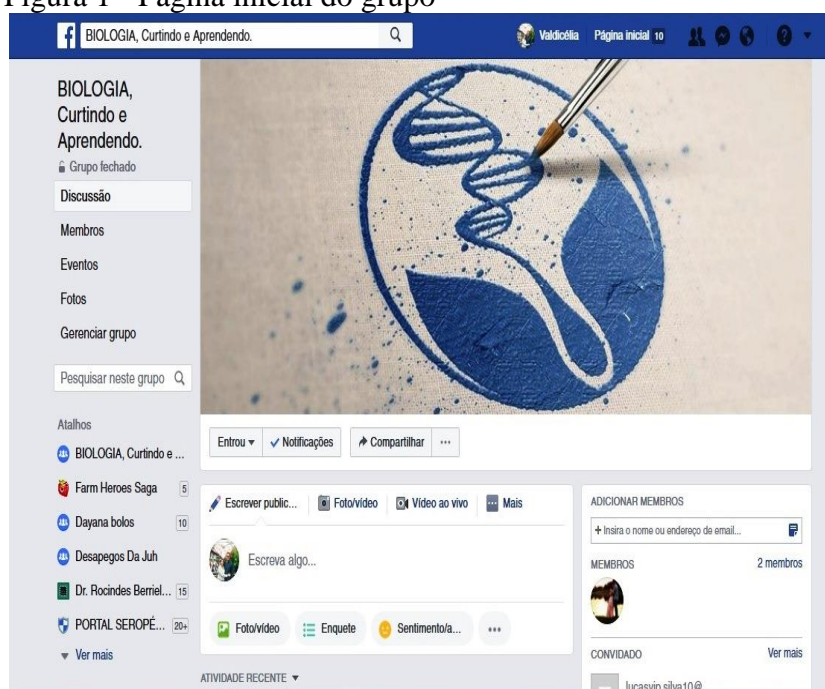 Figura 1 - Página inicial do grupo
BIOLOGIA, Curtindo e Aprendendo.
Valdicélia
Página inicial 10
BIOLOGIA,
Curtindo e
Aprendendo.
Grupo fechado
Discussão
Membros
Eventos
Fotos
Gerenciar grupo
Pesquisar neste grupo
Atalhos
BIOLOGIA, Curtindo e ...
Farm Heroes Saga 5
Dayana bolos 10
Desapegos Da Juh
Dr. Rocindes Berriel... 15
PORTAL SEROPÉ... 20+
Ver mais
Entrou
Notificações
Compartilhar
Escrever public...
Foto/vídeo
Vídeo ao vivo
Mais
Escreva algo...
Foto/vídeo
Enquete
Sentimento/a...
ATIVIDADE RECENTE
ADICIONAR MEMBROS
+ Insira o nome ou endereço de email...
MEMBROS 2 membros
CONVIDADO Ver mais
lucasvip.silva10@